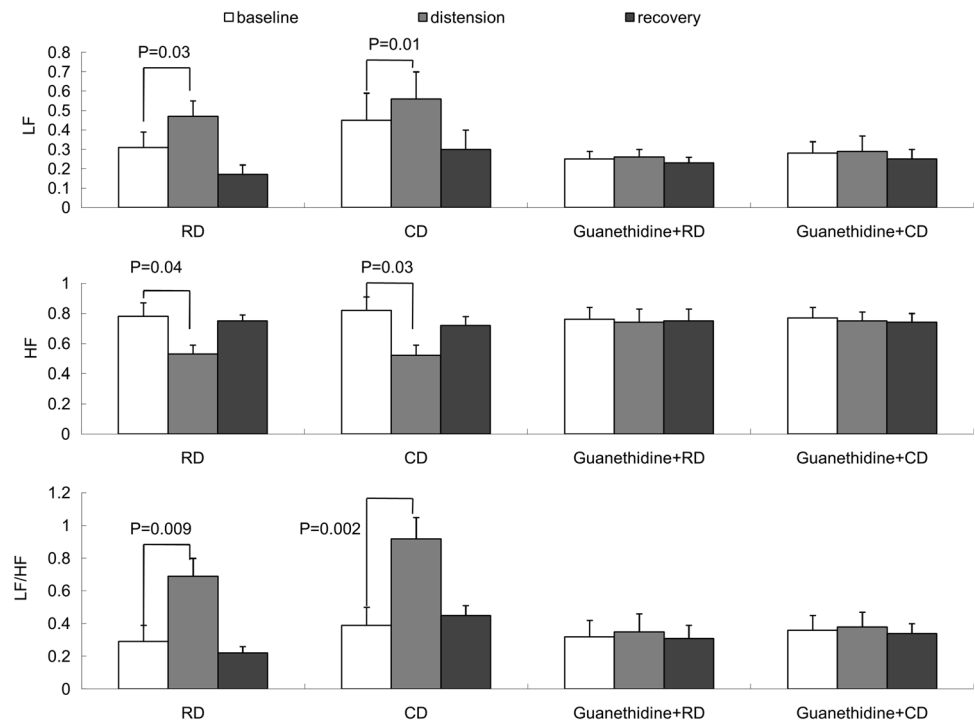 baseline distension recovery
P=0.03 P=0.01
LF
0.8
0.7
0.6
0.5
0.4
0.3
0.2
0.1
0
RD CD Guanethidine+RD Guanethidine+CD
P=0.04 P=0.03
HF
1
0.8
0.6
0.4
0.2
0
RD CD Guanethidine+RD Guanethidine+CD
P=0.009 P=0.002
LF/HF
1.2
1
0.8
0.6
0.4
0.2
0
RD CD Guanethidine+RD Guanethidine+CD